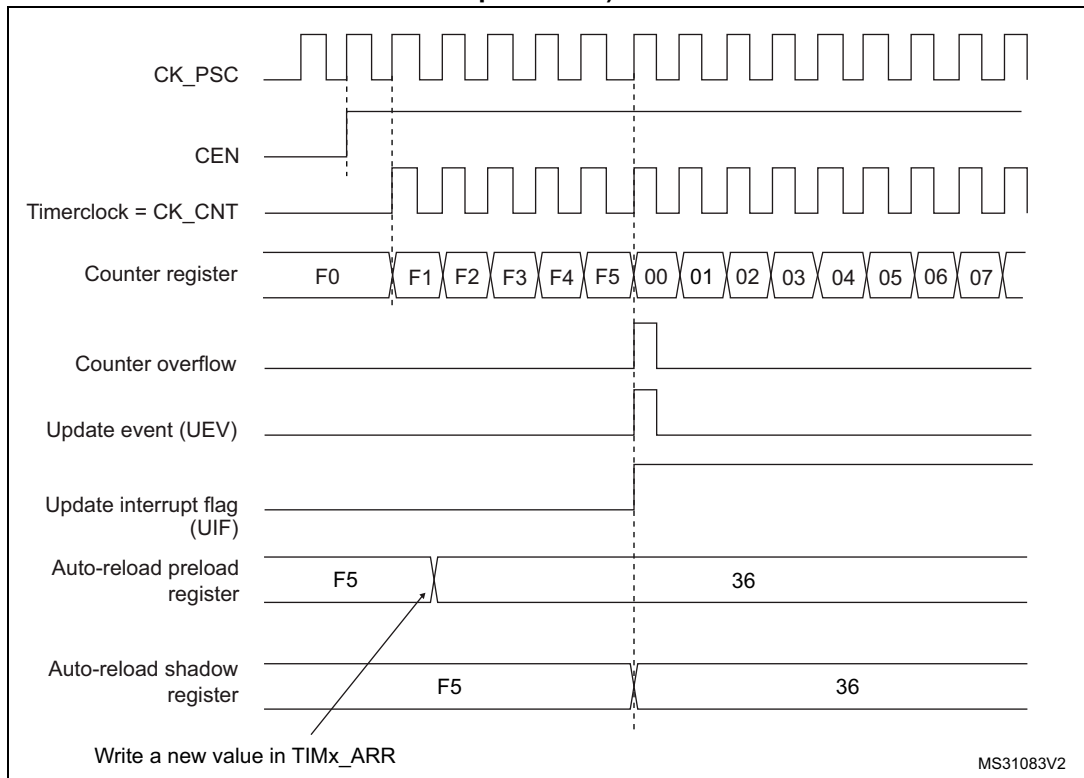 CK_PSC
CEN
Timerclock = CK_CNT
Counter register
F0 F1 F2 F3 F4 F5 00 01 02 03 04 05 06 07
Counter overflow
Update event (UEV)
Update interrupt flag
(UIF)
Auto-reload preload
register
F5 36
Auto-reload shadow
register
F5 36
Write a new value in TIMx_ARR
MS31083V2